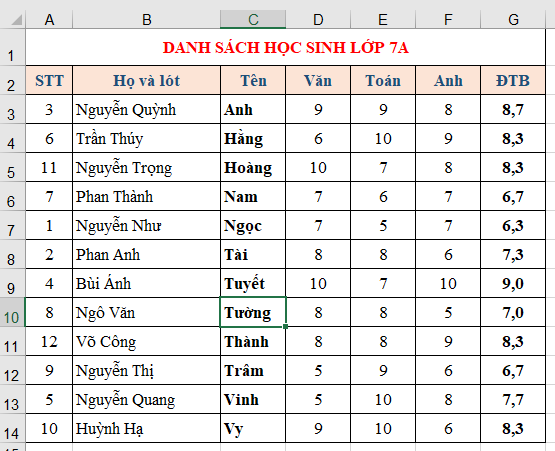 A B C D E F G
1 DANH SÁCH HỌC SINH LỚP 7A
2 STT Họ và lót Tên Văn Toán Anh ĐTB
3 3 Nguyễn Quỳnh Anh 9 9 8 8,7
4 6 Trần Thúy Hằng 6 10 9 8,3
5 11 Nguyễn Trọng Hoàng 10 7 8 8,3
6 7 Phan Thành Nam 7 6 7 6,7
7 1 Nguyễn Như Ngọc 7 5 7 6,3
8 2 Phan Anh Tài 8 8 6 7,3
9 4 Bùi Ánh Tuyết 10 7 10 9,0
10 8 Ngô Văn Tường 8 8 5 7,0
11 12 Võ Công Thành 8 8 9 8,3
12 9 Nguyễn Thị Trâm 5 9 6 6,7
13 5 Nguyễn Quang Vinh 5 10 8 7,7
14 10 Huỳnh Hạ Vy 9 10 6 8,3